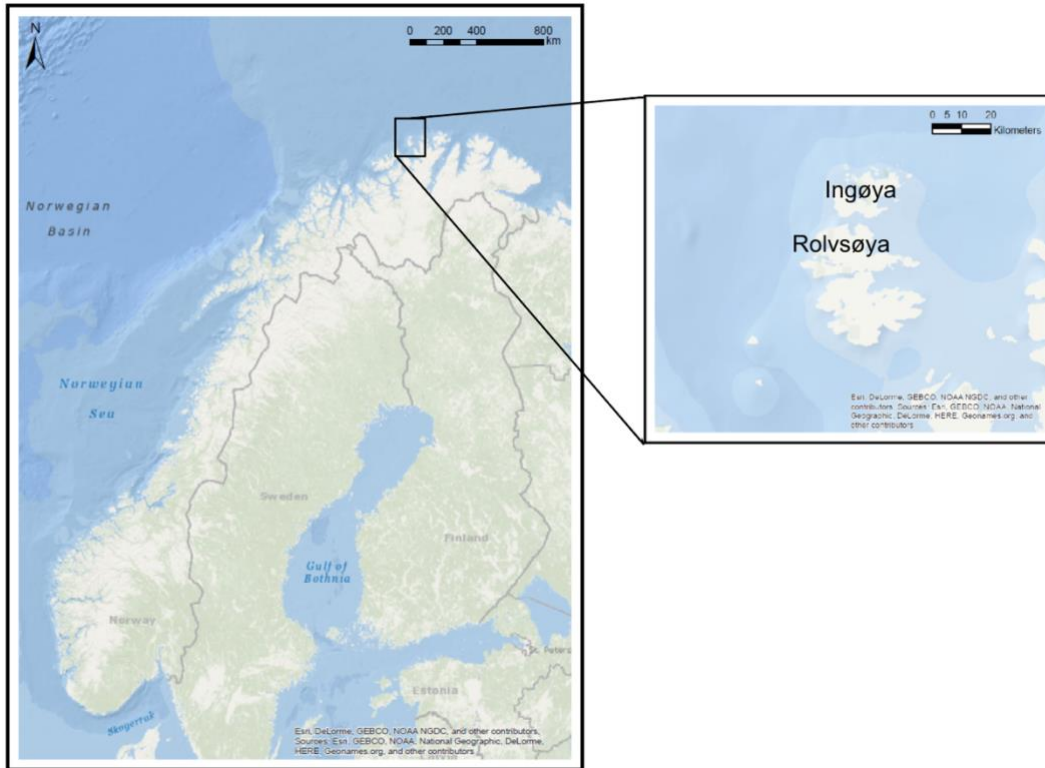 N
0 200 400 800
km
Norwegian
Basin
Norwegian
Sea
Sweden
Finland
Gulf of
Bothnia
Norway
Estonia
Skagerrak
Esri, DeLorme, GEBCO, NOAA NGDC, and other contributors,
Sources: Esri, GEBCO, NOAA, National Geographic, DeLorme,
HERE, Geonames.org, and other contributors
0 5 10 20
Kilometers
Ingøya
Rolvsøya
Esri, DeLorme, GEBCO, NOAA NGDC, and other
contributors, Sources: Esri, GEBCO, NOAA, National
Geographic, DeLorme, HERE, Geonames.org, and
other contributors